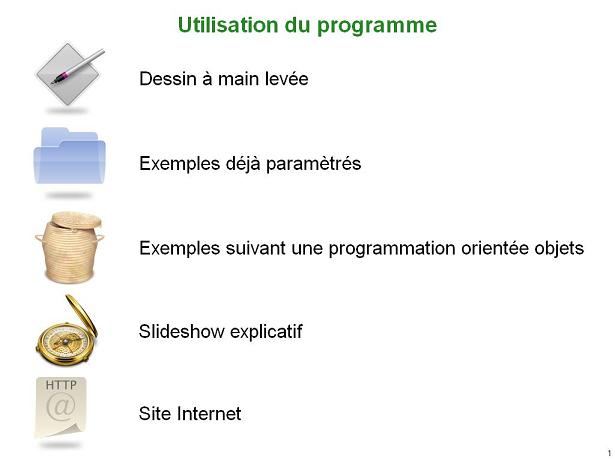 Utilisation du programme
Dessin à main levée
Exemples déjà paramètrés
Exemples suivant une programmation orientée objets
Slideshow explicatif
HTTP
@
Site Internet
1